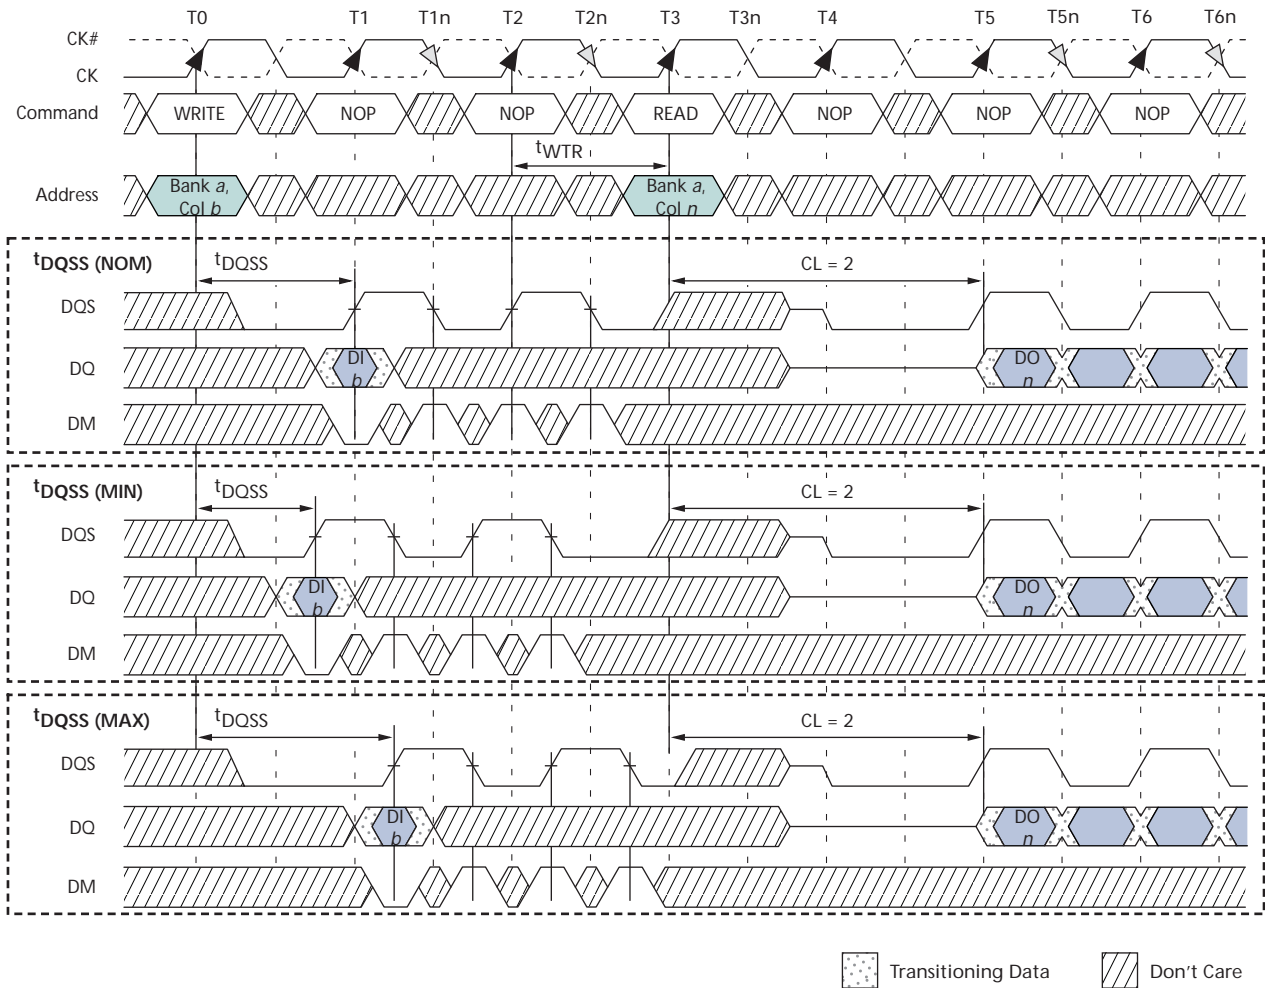 T0 T1 T1n T2 T2n T3 T3n T4 T5 T5n T6 T6n
CK#
CK
Command WRITE NOP NOP READ NOP NOP NOP
tWTR
Address Bank a, Col b Bank a, Col n
tDQSS (NOM) tDQSS CL = 2
DQS
DQ DI b DO n
DM
tDQSS (MIN) tDQSS CL = 2
DQS
DQ DI b DO n
DM
tDQSS (MAX) tDQSS CL = 2
DQS
DQ DI b DO n
DM
Transitioning Data Don't Care